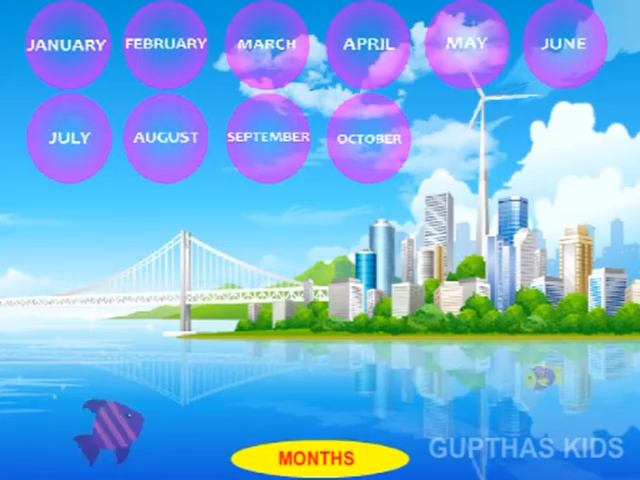 JANUARY FEBRUARY MARCH APRIL MAY JUNE
JULY AUGUST SEPTEMBER OCTOBER
GUPTHAS KIDS
MONTHS